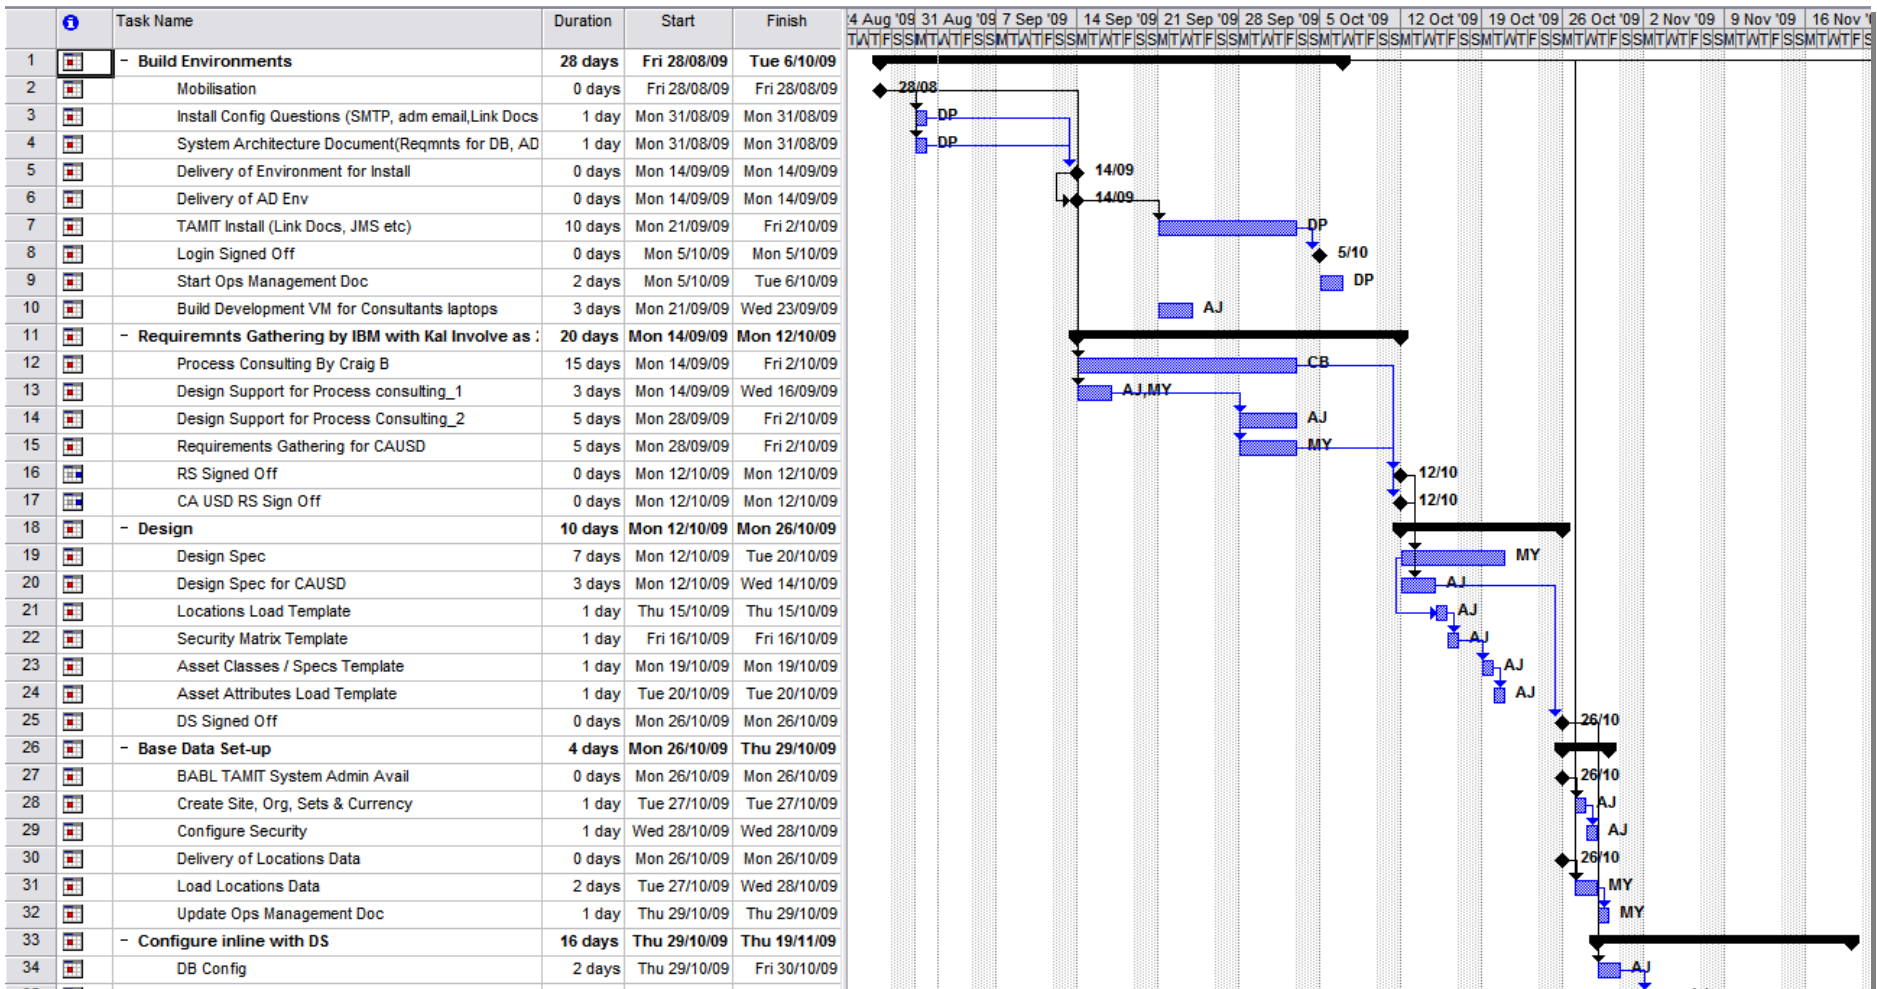 Task Name Duration Start Finish 4 Aug '09 31 Aug '09 7 Sep '09 14 Sep '09 21 Sep '09 28 Sep '09 5 Oct '09 12 Oct '09 19 Oct '09 26 Oct '09 2 Nov '09 9 Nov '09 16 Nov '
1 − Build Environments 28 days Fri 28/08/09 Tue 6/10/09
2 Mobilisation 0 days Fri 28/08/09 Fri 28/08/09 28/08
3 Install Config Questions (SMTP, adm email,Link Docs 1 day Mon 31/08/09 Mon 31/08/09 DP
4 System Architecture Document(Reqmnts for DB, AD 1 day Mon 31/08/09 Mon 31/08/09 DP
5 Delivery of Environment for Install 0 days Mon 14/09/09 Mon 14/09/09 14/09
6 Delivery of AD Env 0 days Mon 14/09/09 Mon 14/09/09 14/09
7 TAMIT Install (Link Docs, JMS etc) 10 days Mon 21/09/09 Fri 2/10/09 DP
8 Login Signed Off 0 days Mon 5/10/09 Mon 5/10/09 5/10
9 Start Ops Management Doc 2 days Mon 5/10/09 Tue 6/10/09 DP
10 Build Development VM for Consultants laptops 3 days Mon 21/09/09 Wed 23/09/09 AJ
11 − Requiremnts Gathering by IBM with Kal Involve as 20 days Mon 14/09/09 Mon 12/10/09
12 Process Consulting By Craig B 15 days Mon 14/09/09 Fri 2/10/09 CB
13 Design Support for Process consulting_1 3 days Mon 14/09/09 Wed 16/09/09 AJ,MY
14 Design Support for Process Consulting_2 5 days Mon 28/09/09 Fri 2/10/09 AJ
15 Requirements Gathering for CAUSD 5 days Mon 28/09/09 Fri 2/10/09 MY
16 RS Signed Off 0 days Mon 12/10/09 Mon 12/10/09 12/10
17 CA USD RS Sign Off 0 days Mon 12/10/09 Mon 12/10/09 12/10
18 − Design 10 days Mon 12/10/09 Mon 26/10/09
19 Design Spec 7 days Mon 12/10/09 Tue 20/10/09 MY
20 Design Spec for CAUSD 3 days Mon 12/10/09 Wed 14/10/09 AJ
21 Locations Load Template 1 day Thu 15/10/09 Thu 15/10/09 AJ
22 Security Matrix Template 1 day Fri 16/10/09 Fri 16/10/09 AJ
23 Asset Classes / Specs Template 1 day Mon 19/10/09 Mon 19/10/09 AJ
24 Asset Attributes Load Template 1 day Tue 20/10/09 Tue 20/10/09 AJ
25 DS Signed Off 0 days Mon 26/10/09 Mon 26/10/09 26/10
26 − Base Data Set-up 4 days Mon 26/10/09 Thu 29/10/09
27 BABL TAMIT System Admin Avail 0 days Mon 26/10/09 Mon 26/10/09 26/10
28 Create Site, Org, Sets & Currency 1 day Tue 27/10/09 Tue 27/10/09 AJ
29 Configure Security 1 day Wed 28/10/09 Wed 28/10/09 AJ
30 Delivery of Locations Data 0 days Mon 26/10/09 Mon 26/10/09 26/10
31 Load Locations Data 2 days Tue 27/10/09 Wed 28/10/09 MY
32 Update Ops Management Doc 1 day Thu 29/10/09 Thu 29/10/09 MY
33 − Configure inline with DS 16 days Thu 29/10/09 Thu 19/11/09
34 DB Config 2 days Thu 29/10/09 Fri 30/10/09 AJ